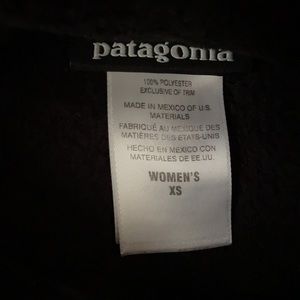 patagonia
100% POLYESTER
EXCLUSIVE OF TRIM
MADE IN MEXICO OF U.S.
MATERIALS
FABRIQUÉ AU MEXIQUE DES
MATIÈRES DES ETATS-UNIS
HECHO EN MEXICO CON
MATERIALES DE EE.UU.
WOMEN'S
XS